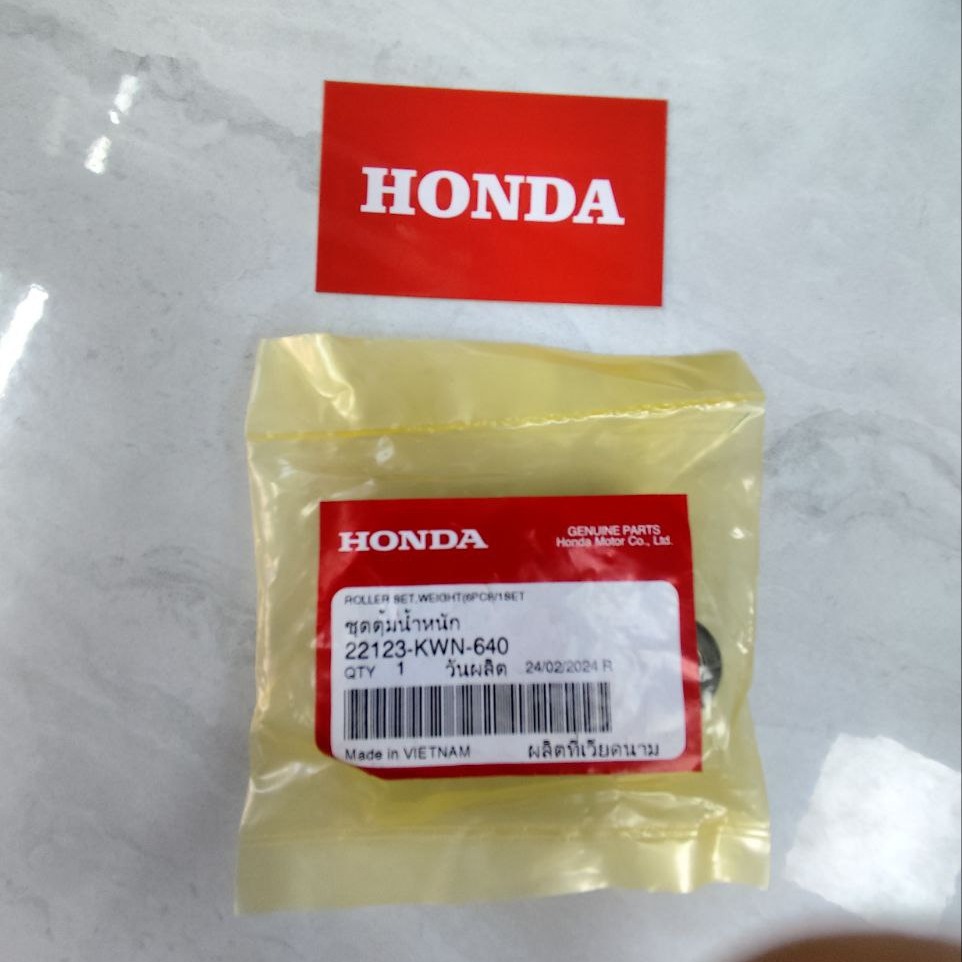 HONDA
HONDA
GENUINE PARTS
Honda Motor Co., Ltd.
ROLLER SET,WEIGHT(6PCS/1SET
ชุดตุ้มน้ำหนัก
22123-KWN-640
QTY 1 วันผลิต 24/02/2024 R
Made in VIETNAM ผลิตที่เวียดนาม